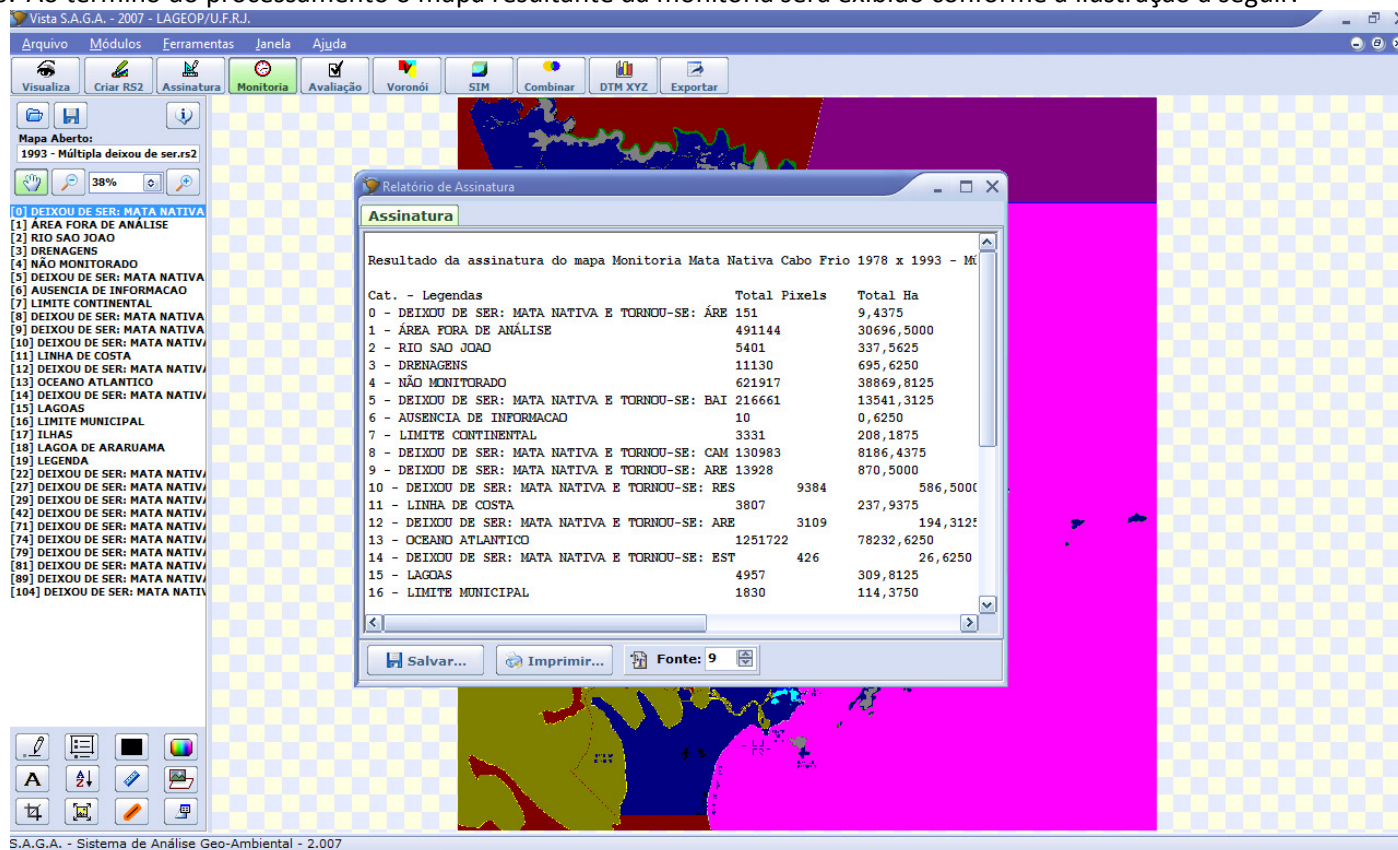 Ao término do processamento o mapa resultante da monitoria será exibido conforme a ilustração a seguir:
Vista S.A.G.A. - 2007 - LAGEOP/U.F.R.J.
Arquivo Módulos Ferramentas Janela Ajuda
Visualiza Criar RS2 Assinatura Monitoria Avaliação Voronói SIM Combinar DTM XYZ Exportar
Mapa Aberto:
1993 - Múltipla deixou de ser.rs2
38%
[0] DEIXOU DE SER: MATA NATIVA
[1] ÁREA FORA DE ANÁLISE
[2] RIO SAO JOAO
[3] DRENAGENS
[4] NÃO MONITORADO
[5] DEIXOU DE SER: MATA NATIVA
[6] AUSENCIA DE INFORMACAO
[7] LIMITE CONTINENTAL
[8] DEIXOU DE SER: MATA NATIVA
[9] DEIXOU DE SER: MATA NATIVA
[10] DEIXOU DE SER: MATA NATIV
[11] LINHA DE COSTA
[12] DEIXOU DE SER: MATA NATIV
[13] OCEANO ATLANTICO
[14] DEIXOU DE SER: MATA NATIV
[15] LAGOAS
[16] LIMITE MUNICIPAL
[17] ILHAS
[18] LAGOA DE ARARUAMA
[19] LEGENDA
[22] DEIXOU DE SER: MATA NATIV
[27] DEIXOU DE SER: MATA NATIV
[29] DEIXOU DE SER: MATA NATIV
[42] DEIXOU DE SER: MATA NATIV
[71] DEIXOU DE SER: MATA NATIV
[74] DEIXOU DE SER: MATA NATIV
[79] DEIXOU DE SER: MATA NATIV
[81] DEIXOU DE SER: MATA NATIV
[89] DEIXOU DE SER: MATA NATIV
[104] DEIXOU DE SER: MATA NATIV
Relatório de Assinatura
Assinatura
Resultado da assinatura do mapa Monitoria Mata Nativa Cabo Frio 1978 x 1993 - Mú
Cat. - Legendas Total Pixels Total Ha
0 - DEIXOU DE SER: MATA NATIVA E TORNOU-SE: ÁRE 151 9,4375
1 - ÁREA FORA DE ANÁLISE 491144 30696,5000
2 - RIO SAO JOAO 5401 337,5625
3 - DRENAGENS 11130 695,6250
4 - NÃO MONITORADO 621917 38869,8125
5 - DEIXOU DE SER: MATA NATIVA E TORNOU-SE: BAI 216661 13541,3125
6 - AUSENCIA DE INFORMACAO 10 0,6250
7 - LIMITE CONTINENTAL 3331 208,1875
8 - DEIXOU DE SER: MATA NATIVA E TORNOU-SE: CAM 130983 8186,4375
9 - DEIXOU DE SER: MATA NATIVA E TORNOU-SE: ARE 13928 870,5000
10 - DEIXOU DE SER: MATA NATIVA E TORNOU-SE: RES 9384 586,5000
11 - LINHA DE COSTA 3807 237,9375
12 - DEIXOU DE SER: MATA NATIVA E TORNOU-SE: ARE 3109 194,3125
13 - OCEANO ATLANTICO 1251722 78232,6250
14 - DEIXOU DE SER: MATA NATIVA E TORNOU-SE: EST 426 26,6250
15 - LAGOAS 4957 309,8125
16 - LIMITE MUNICIPAL 1830 114,3750
Salvar... Imprimir... Fonte: 9
S.A.G.A. - Sistema de Análise Geo-Ambiental - 2.007